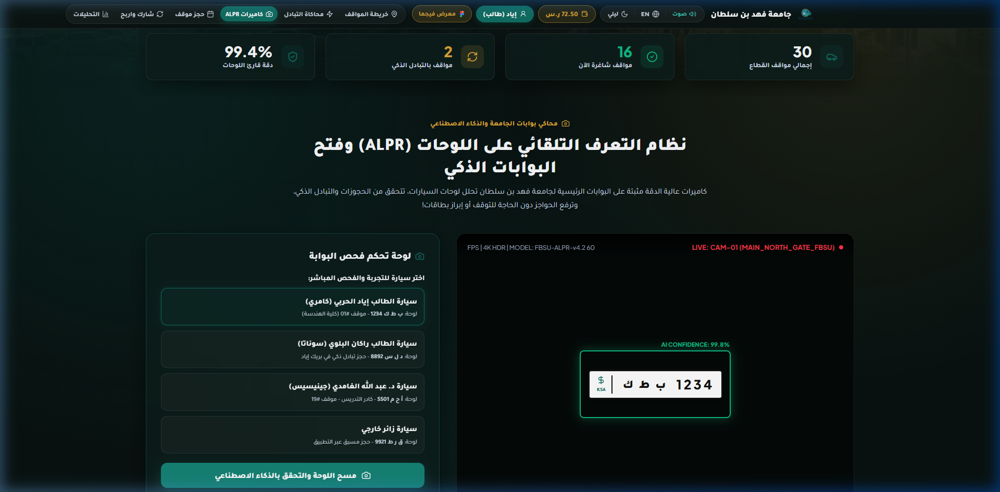 جامعة فهد بن سلطان
صوت
EN
ليلي
72.50 ر.س
إياد (طالب)
معرض فيجما
خريطة المواقف
محاكاة التبادل
كاميرات ALPR
حجز موقف
شارك واربح
التحليلات
30
إجمالي مواقف القطاع
16
مواقف شاغرة الآن
2
مواقف بالتبادل الذكي
99.4%
دقة قارئ اللوحات
محاكي بوابات الجامعة والذكاء الاصطناعي
نظام التعرف التلقائي على اللوحات (ALPR) وفتح
البوابات الذكي
كاميرات عالية الدقة مثبتة على البوابات الرئيسية لجامعة فهد بن سلطان تحلل لوحات السيارات، تتحقق من الحجوزات والتبادل الذكي،
وترفع الحواجز دون الحاجة للتوقف أو إبراز بطاقات!
LIVE: CAM-01 (MAIN_NORTH_GATE_FBSU)
FPS | 4K HDR | MODEL: FBSU-ALPR-v4.2 60
AI CONFIDENCE: 99.8%
ب ط ك 1234
KSA
لوحة تحكم فحص البوابة
اختر سيارة للتجربة والفحص المباشر:
سيارة الطالب إياد الحربي (كامري)
لوحة: ب ط ك 1234 - موقف #01 (كلية الهندسة)
سيارة الطالب راكان البلوي (سوناتا)
لوحة: د ل س 8892 - حجز تبادل ذكي في بريك إياد
سيارة د. عبد الله الغامدي (جينيسيس)
لوحة: أ ح م 5501 - كادر التدريس - موقف #19
سيارة زائر خارجي
لوحة: ق ر ط 9921 - حجز مسبق عبر التطبيق
مسح اللوحة والتحقق بالذكاء الاصطناعي